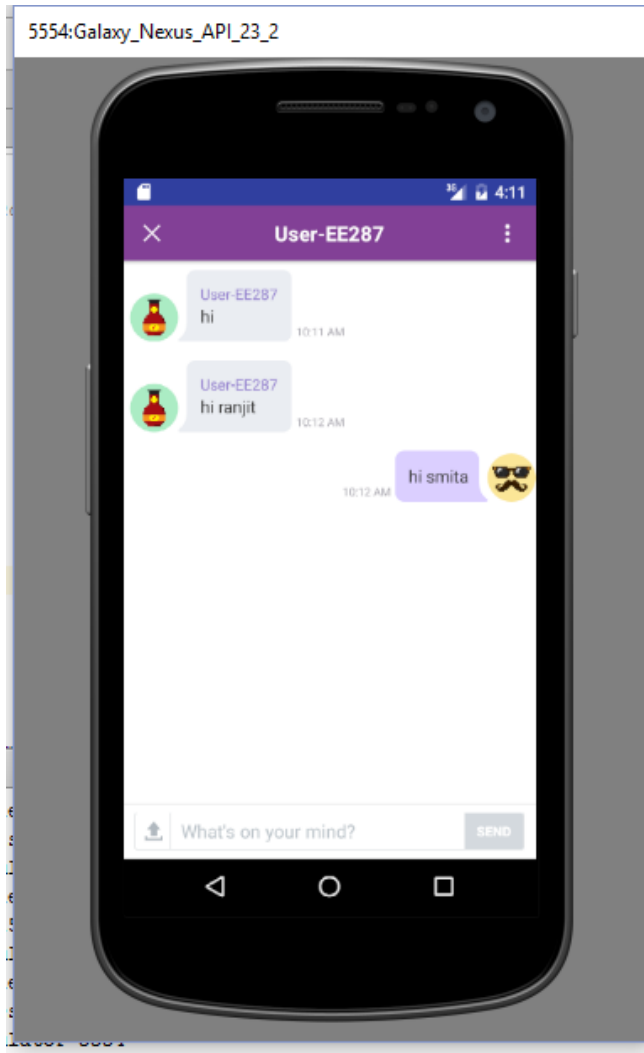 5554:Galaxy_Nexus_API_23_2
3G 4:11
User-EE287
User-EE287
hi
10:11 AM
User-EE287
hi ranjit
10:12 AM
hi smita
10:12 AM
What's on your mind?
SEND